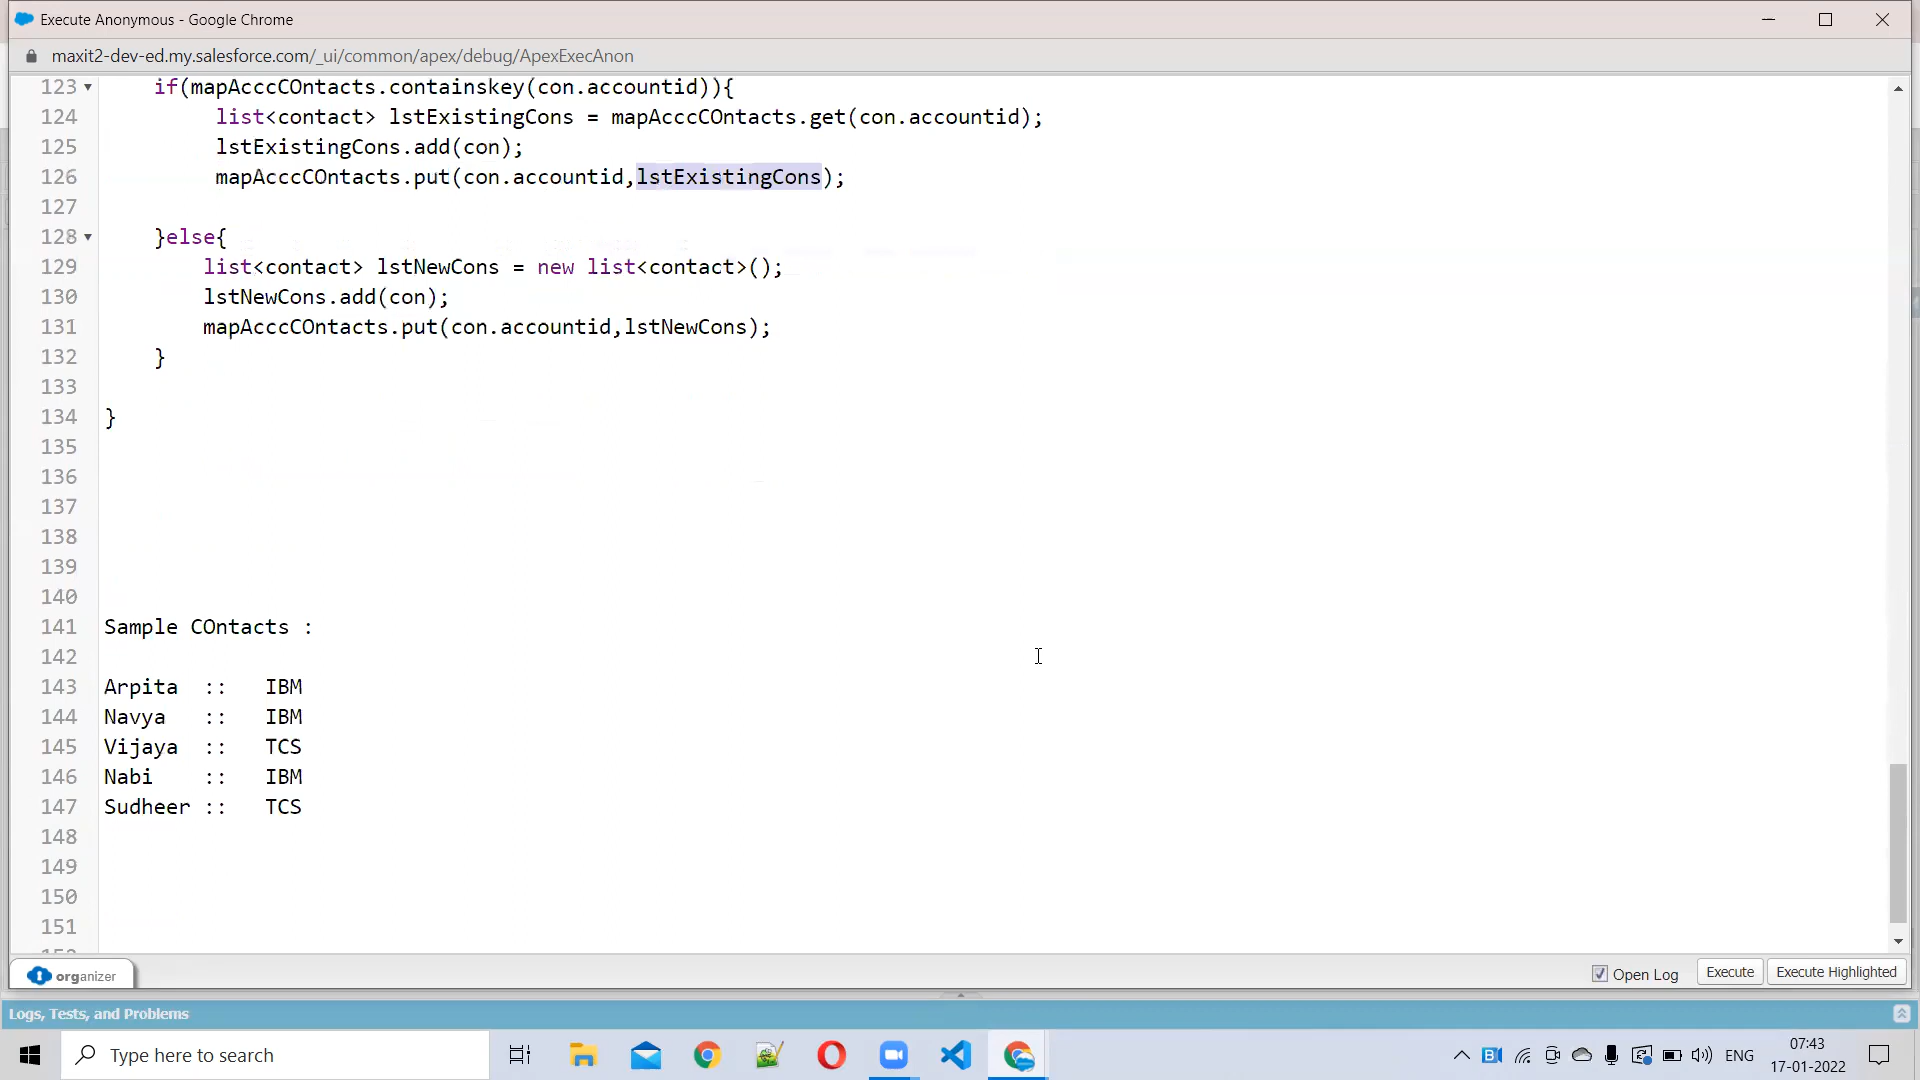 Execute Anonymous - Google Chrome
maxit2-dev-ed.my.salesforce.com/_ui/common/apex/debug/ApexExecAnon
123 if(mapAcccCOntacts.containskey(con.accountid)){
124 list<contact> lstExistingCons = mapAcccCOntacts.get(con.accountid);
125 lstExistingCons.add(con);
126 mapAcccCOntacts.put(con.accountid,lstExistingCons);
127
128 }else{
129 list<contact> lstNewCons = new list<contact>();
130 lstNewCons.add(con);
131 mapAcccCOntacts.put(con.accountid,lstNewCons);
132 }
133
134 }
135
136
137
138
139
140
141 Sample COntacts :
142
143 Arpita :: IBM
144 Navya :: IBM
145 Vijaya :: TCS
146 Nabi :: IBM
147 Sudheer :: TCS
148
149
150
151
organizer
Open Log Execute Execute Highlighted
Logs, Tests, and Problems
Type here to search
ENG
07:43
17-01-2022